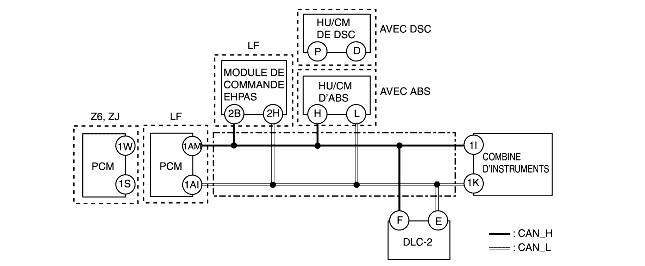 HU/CM
DE DSC
P D
AVEC DSC
LF
MODULE DE
COMMANDE
EHPAS
2B 2H
HU/CM
D'ABS
H L
AVEC ABS
Z6, ZJ
LF
PCM
1W
1S
PCM
1AM
1AI
1I
1K
COMBINE
D'INSTRUMENTS
F E
DLC-2
: CAN_H
: CAN_L